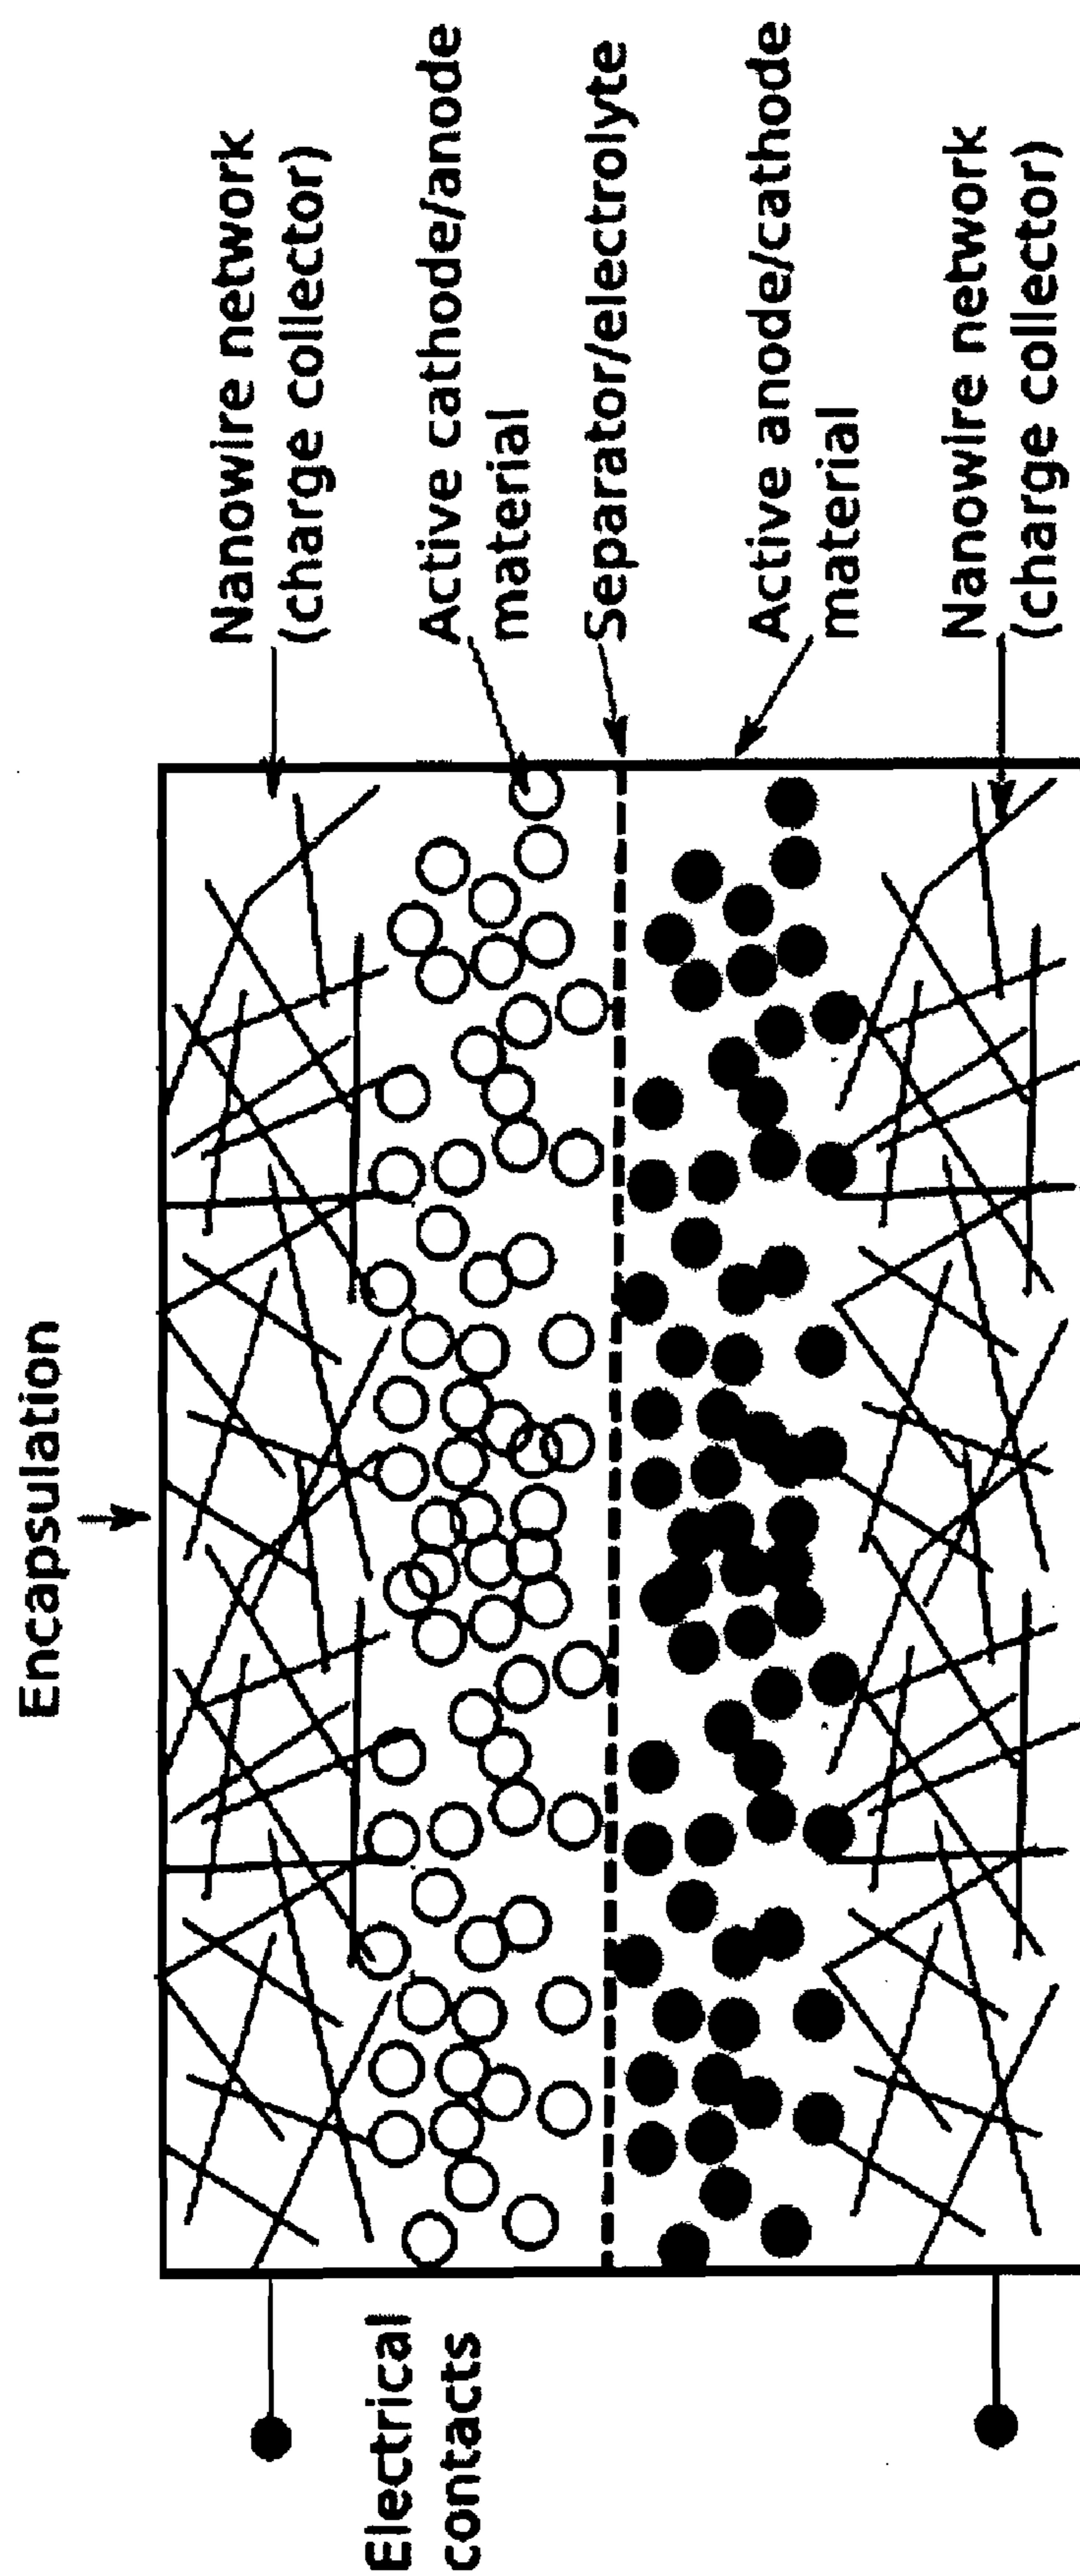 Encapsulation
Nanowire network
(charge collector)
Active cathode/anode
material
Separator/electrolyte
Active anode/cathode
material
Nanowire network
(charge collector)
Electrical
contacts